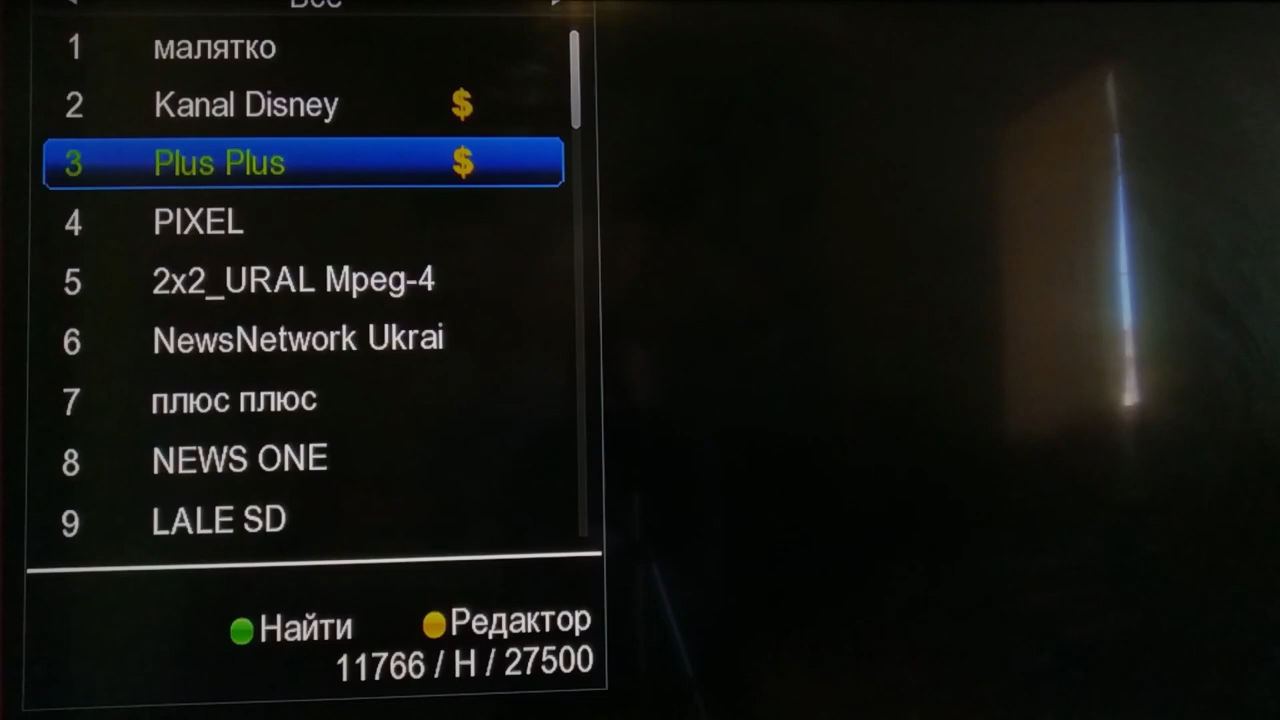 Все
1 малятко
2 Kanal Disney $
3 Plus Plus $
4 PIXEL
5 2x2_URAL Mpeg-4
6 NewsNetwork Ukrai
7 плюс плюс
8 NEWS ONE
9 LALE SD
Найти Редактор
11766 / H / 27500